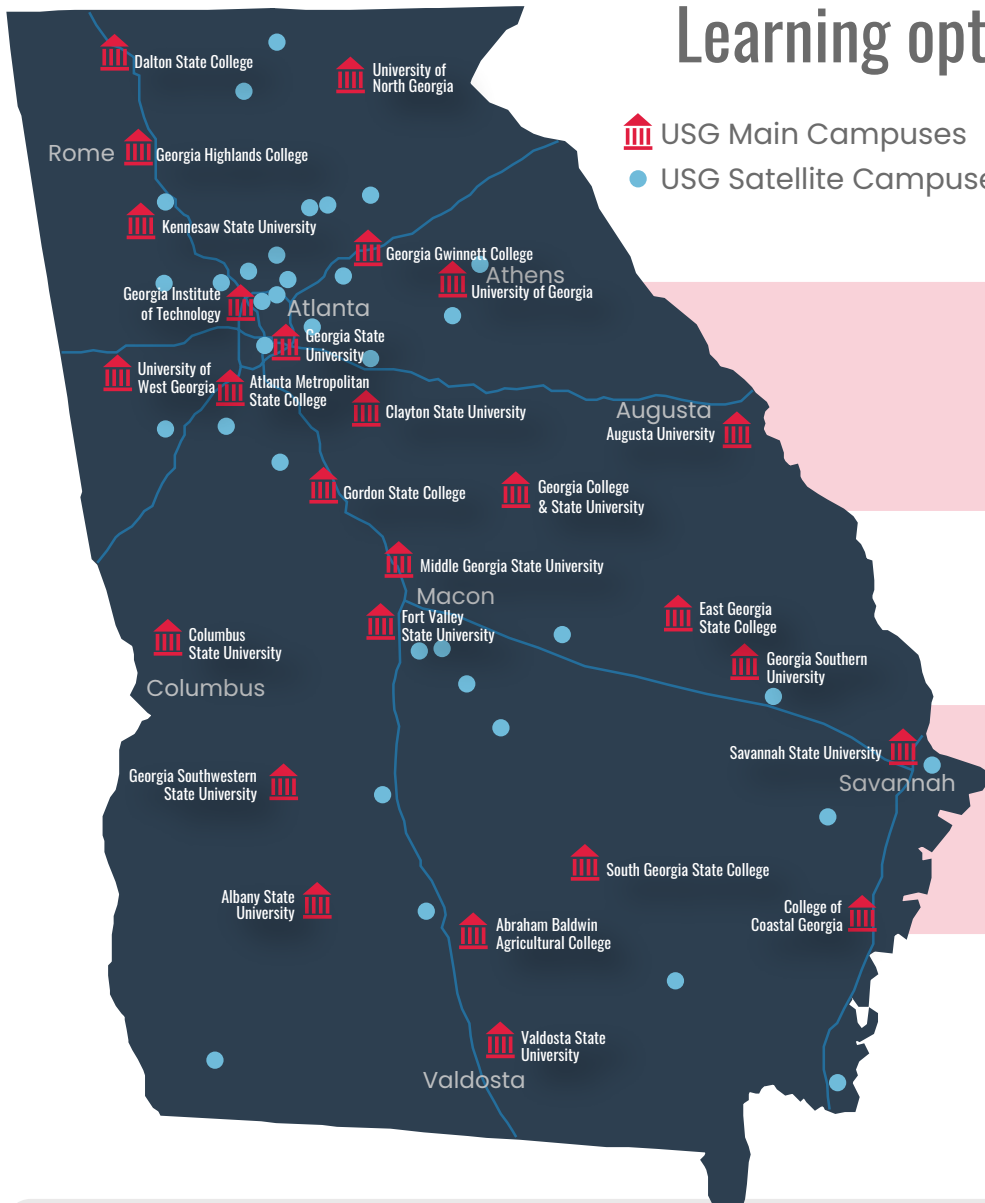 Learning opt
USG Main Campuses
USG Satellite Campuse
Dalton State College
University of
North Georgia
Rome
Georgia Highlands College
Kennesaw State University
Georgia Gwinnett College
Athens
University of Georgia
Georgia Institute
of Technology
Atlanta
Georgia State
University
University of
West Georgia
Atlanta Metropolitan
State College
Clayton State University
Augusta
Augusta University
Gordon State College
Georgia College
& State University
Middle Georgia State University
Macon
Fort Valley
State University
East Georgia
State College
Columbus
State University
Georgia Southern
University
Columbus
Savannah State University
Savannah
Georgia Southwestern
State University
South Georgia State College
Albany State
University
College of
Coastal Georgia
Abraham Baldwin
Agricultural College
Valdosta State
University
Valdosta